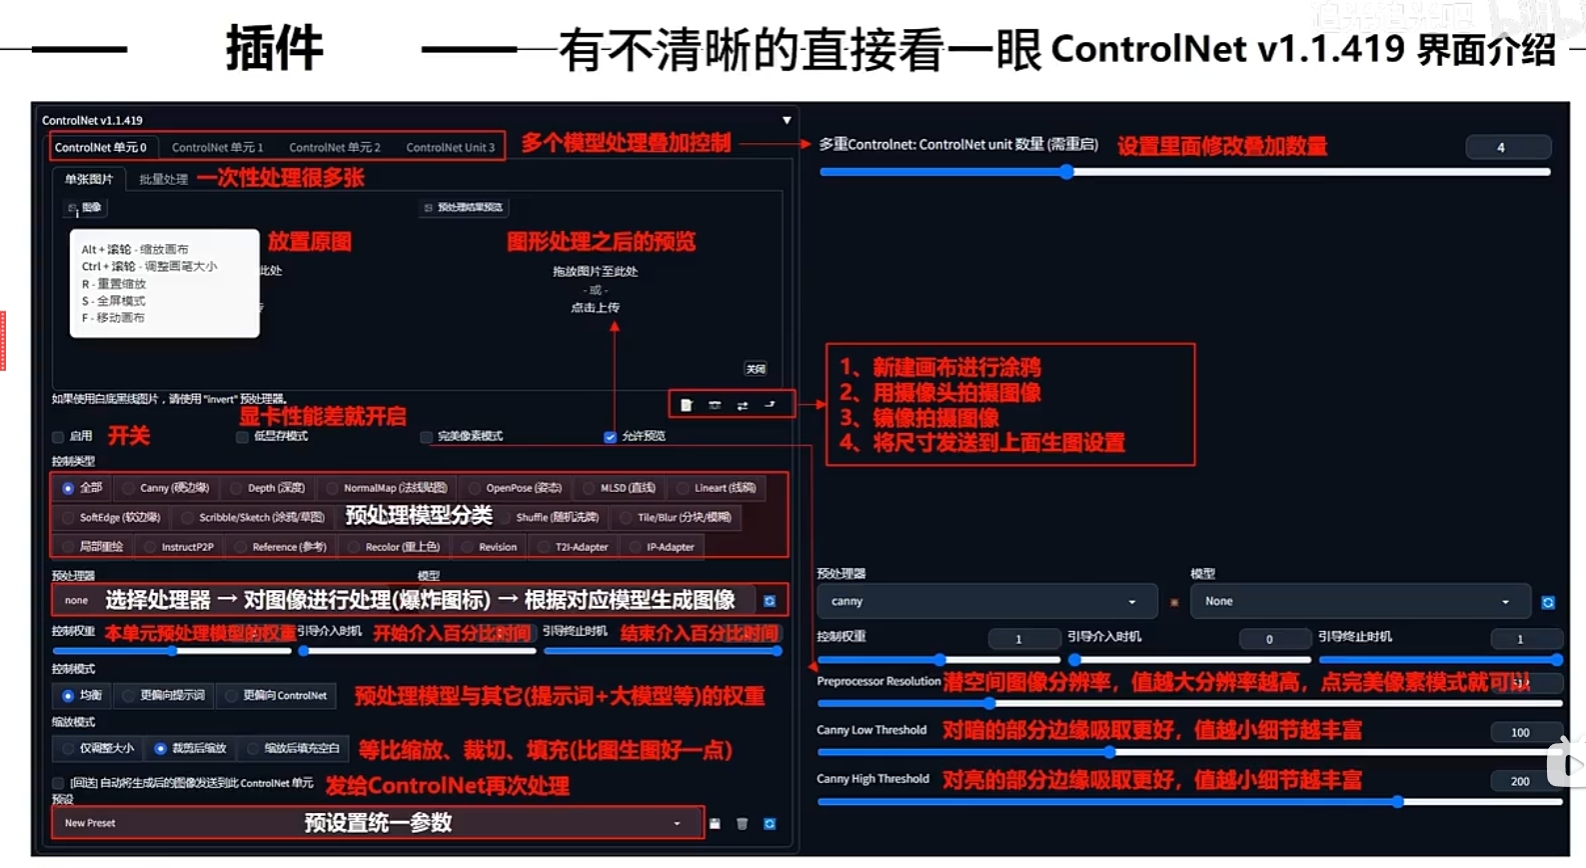 插件
有不清晰的直接看一眼 ControlNet v1.1.419 界面介绍
ControlNet v1.1.419
ControlNet 单元 0 ControlNet 单元 1 ControlNet 单元 2 ControlNet Unit 3 多个模型处理叠加控制
多重Controlnet: ControlNet unit 数量 (需重启) 设置里面修改叠加数量 4
单张图片 批量处理 一次性处理很多张
图像 预处理结果预览
Alt + 滚轮 - 缩放画布
Ctrl + 滚轮 - 调整画笔大小
R - 重置缩放
S - 全屏模式
F - 移动画布
放置原图
此处
图形处理之后的预览
拖放图片至此处
- 或 -
点击上传
关闭
1、新建画布进行涂鸦
2、用摄像头拍摄图像
3、镜像拍摄图像
4、将尺寸发送到上面生图设置
如果使用白底黑线图片，请使用 "invert" 预处理器。
显卡性能差就开启
启用 开关 低显存模式 完美像素模式 允许预览
控制类型
全部 Canny (硬边缘) Depth (深度) NormalMap (法线贴图) OpenPose (姿态) MLSD (直线) Lineart (线稿)
SoftEdge (软边缘) Scribble/Sketch (涂鸦/草图) 预处理模型分类 Shuffle (随机洗牌) Tile/Blur (分块/模糊)
局部重绘 InstructP2P Reference (参考) Recolor (重上色) Revision T2I-Adapter IP-Adapter
预处理器 模型
none 选择处理器 → 对图像进行处理(爆炸图标) → 根据对应模型生成图像
控制权重 本单元预处理模型的权重 引导介入时机 开始介入百分比时间 引导终止时机 结束介入百分比时间
控制模式
均衡 更偏向提示词 更偏向 ControlNet 预处理模型与其它(提示词+大模型等)的权重
缩放模式
仅调整大小 裁剪后缩放 缩放后填充空白 等比缩放、裁切、填充(比图生图好一点)
[回送] 自动将生成后的图像发送到此 ControlNet 单元 发给ControlNet再次处理
预设
New Preset 预设置统一参数
预处理器 模型
canny None
控制权重 1 引导介入时机 0 引导终止时机 1
Preprocessor Resolution 潜空间图像分辨率，值越大分辨率越高，点完美像素模式就可以
Canny Low Threshold 对暗的部分边缘吸取更好，值越小细节越丰富 100
Canny High Threshold 对亮的部分边缘吸取更好，值越小细节越丰富 200